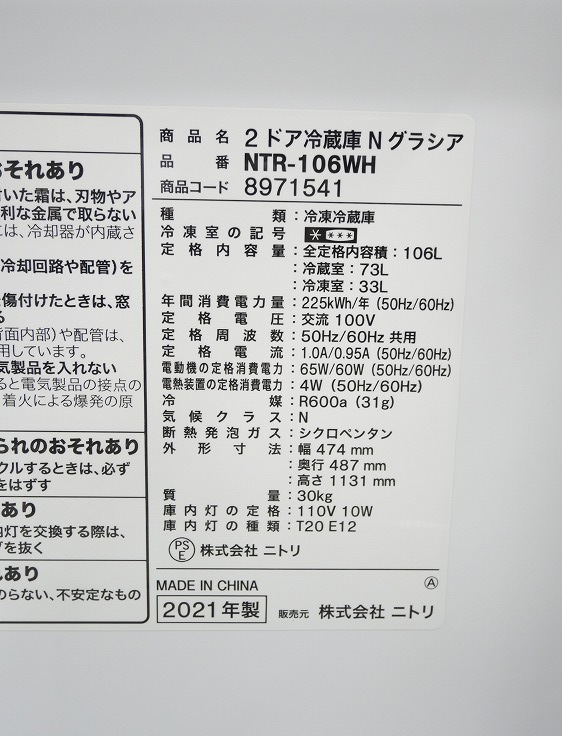 おそれあり
いた霜は、刃物やア
利な金属で取らない
には、冷却器が内蔵さ
冷却回路や配管)を
を傷付けたときは、窓
る
背面内部)や配管は、
用しています。
気製品を入れない
ると電気製品の接点の
着火による爆発の原
られのおそれあり
クルするときは、必ず
をはずす
あり
内灯を交換する際は、
グを抜く
れあり
のらない、不安定なもの
商品名 2ドア冷蔵庫 N グラシア
品番 NTR-106WH
商品コード 8971541
種類:冷凍冷蔵庫
冷凍室の記号
定格内容量:全定格内容積:106L
:冷蔵室:73L
:冷凍室:33L
年間消費電力量:225kWh/年 (50Hz/60Hz)
定格電圧:交流 100V
定格周波数:50Hz/60Hz 共用
定格電流:1.0A/0.95A (50Hz/60Hz)
電動機の定格消費電力:65W/60W (50Hz/60Hz)
電熱装置の定格消費電力:4W (50Hz/60Hz)
冷媒:R600a (31g)
気候クラス:N
断熱発泡ガス:シクロペンタン
外形寸法:幅 474 mm
:奥行 487 mm
:高さ 1131 mm
質量:30kg
庫内灯の定格:110V 10W
庫内灯の種類:T20 E12
PSE 株式会社 ニトリ
MADE IN CHINA Ⓐ
2021年製 販売元 株式会社 ニトリ